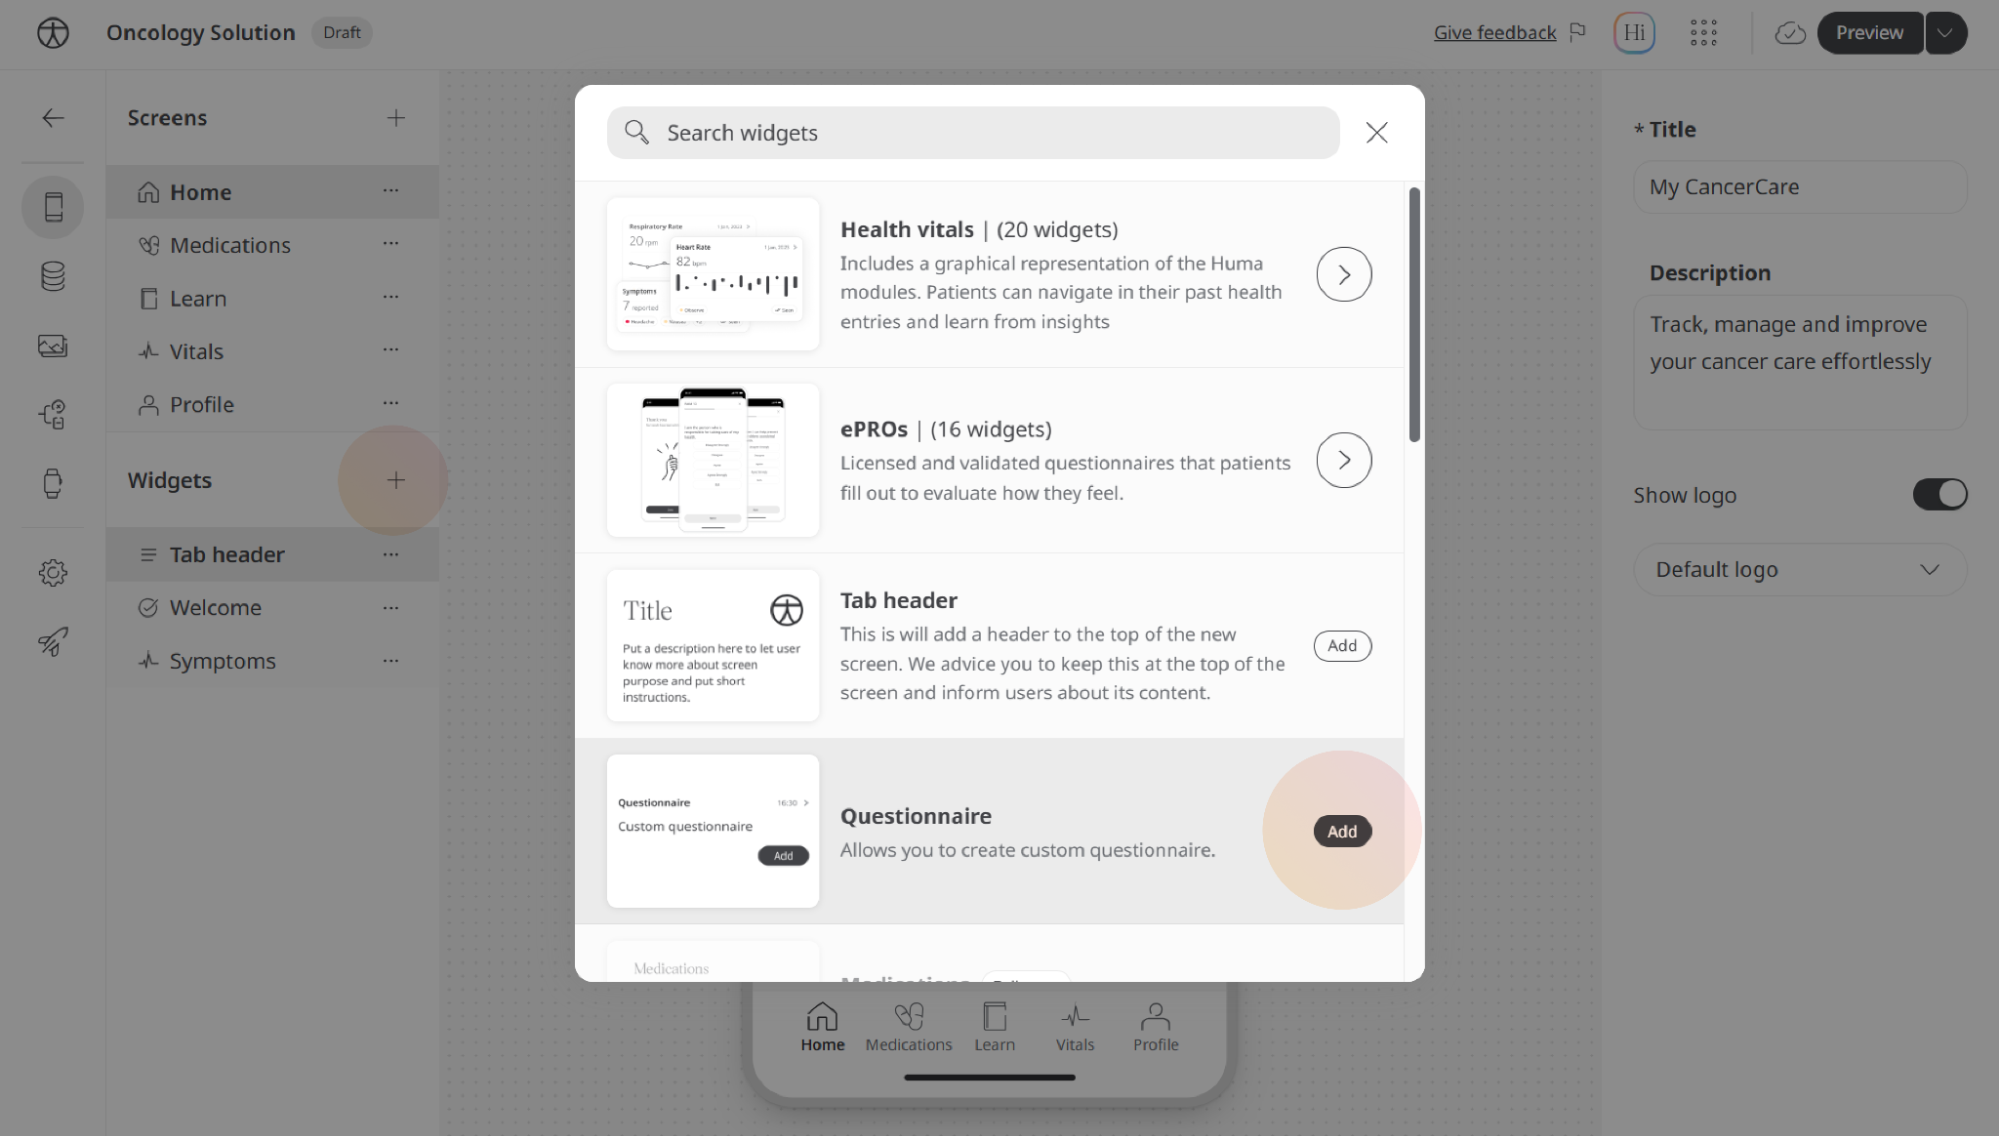 Oncology Solution
Draft
Give feedback
Hi
Preview
Screens
Home
Medications
Learn
Vitals
Profile
Widgets
Tab header
Welcome
Symptoms
Search widgets
Respiratory Rate
20 rpm
Heart Rate
82 bpm
Symptoms
7 reported
Health vitals | (20 widgets)
Includes a graphical representation of the Huma
modules. Patients can navigate in their past health
entries and learn from insights
ePROs | (16 widgets)
Licensed and validated questionnaires that patients
fill out to evaluate how they feel.
Title
Put a description here to let user
know more about screen
purpose and put short
instructions.
Tab header
This is will add a header to the top of the new
screen. We advice you to keep this at the top of the
screen and inform users about its content.
Add
Questionnaire
16:30
Custom questionnaire
Add
Questionnaire
Allows you to create custom questionnaire.
Add
Medications
Medications
Home
Medications
Learn
Vitals
Profile
* Title
My CancerCare
Description
Track, manage and improve
your cancer care effortlessly
Show logo
Default logo